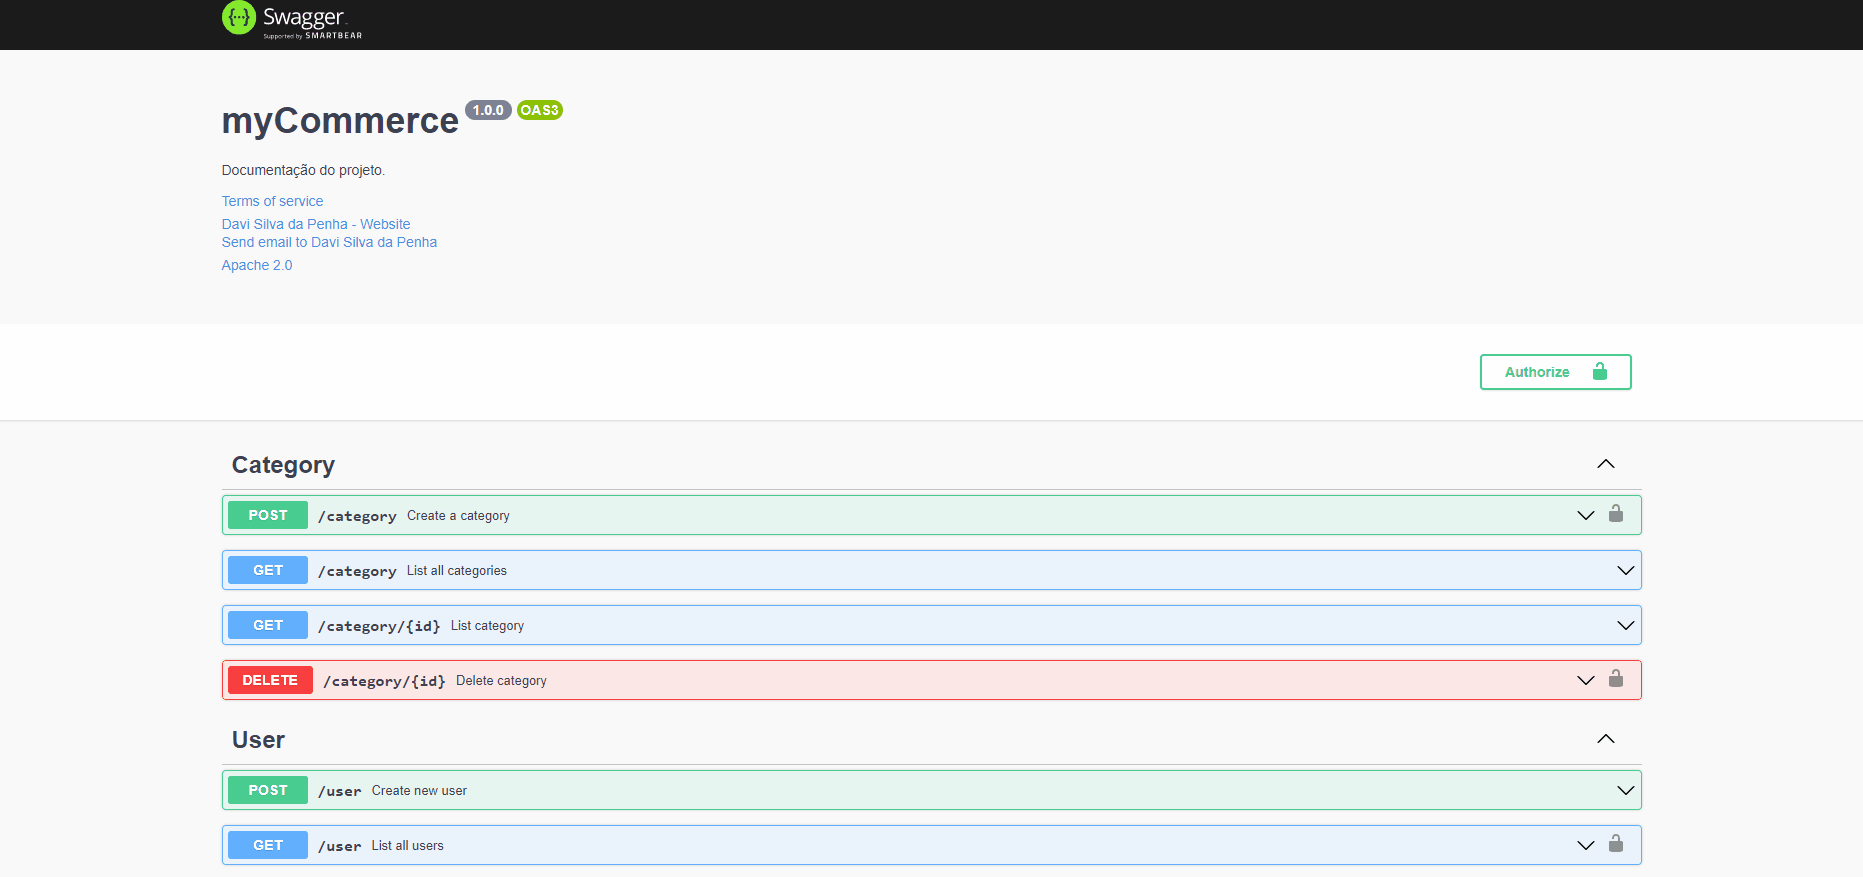 Swagger
Supported by SMARTBEAR
myCommerce 1.0.0 OAS3
Documentação do projeto.
Terms of service
Davi Silva da Penha - Website
Send email to Davi Silva da Penha
Apache 2.0
Authorize
Category
POST /category Create a category
GET /category List all categories
GET /category/{id} List category
DELETE /category/{id} Delete category
User
POST /user Create new user
GET /user List all users